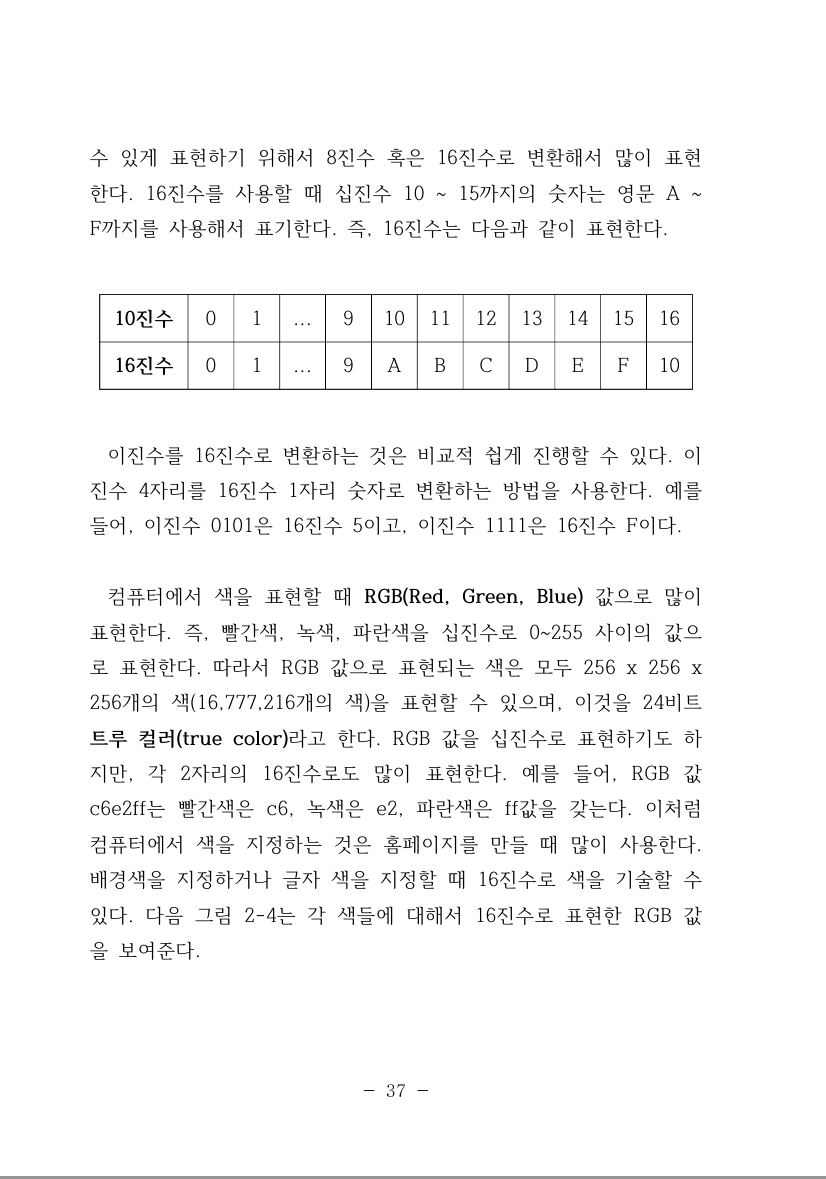 수 있게 표현하기 위해서 8진수 혹은 16진수로 변환해서 많이 표현
한다. 16진수를 사용할 때 십진수 10 ~ 15까지의 숫자는 영문 A ~
F까지를 사용해서 표기한다. 즉, 16진수는 다음과 같이 표현한다.
10진수 0 1 ... 9 10 11 12 13 14 15 16
16진수 0 1 ... 9 A B C D E F 10
이진수를 16진수로 변환하는 것은 비교적 쉽게 진행할 수 있다. 이
진수 4자리를 16진수 1자리 숫자로 변환하는 방법을 사용한다. 예를
들어, 이진수 0101은 16진수 5이고, 이진수 1111은 16진수 F이다.
컴퓨터에서 색을 표현할 때 RGB(Red, Green, Blue) 값으로 많이
표현한다. 즉, 빨간색, 녹색, 파란색을 십진수로 0~255 사이의 값으
로 표현한다. 따라서 RGB 값으로 표현되는 색은 모두 256 x 256 x
256개의 색(16,777,216개의 색)을 표현할 수 있으며, 이것을 24비트
트루 컬러(true color)라고 한다. RGB 값을 십진수로 표현하기도 하
지만, 각 2자리의 16진수로도 많이 표현한다. 예를 들어, RGB 값
c6e2ff는 빨간색은 c6, 녹색은 e2, 파란색은 ff값을 갖는다. 이처럼
컴퓨터에서 색을 지정하는 것은 홈페이지를 만들 때 많이 사용한다.
배경색을 지정하거나 글자 색을 지정할 때 16진수로 색을 기술할 수
있다. 다음 그림 2-4는 각 색들에 대해서 16진수로 표현한 RGB 값
을 보여준다.
- 37 -